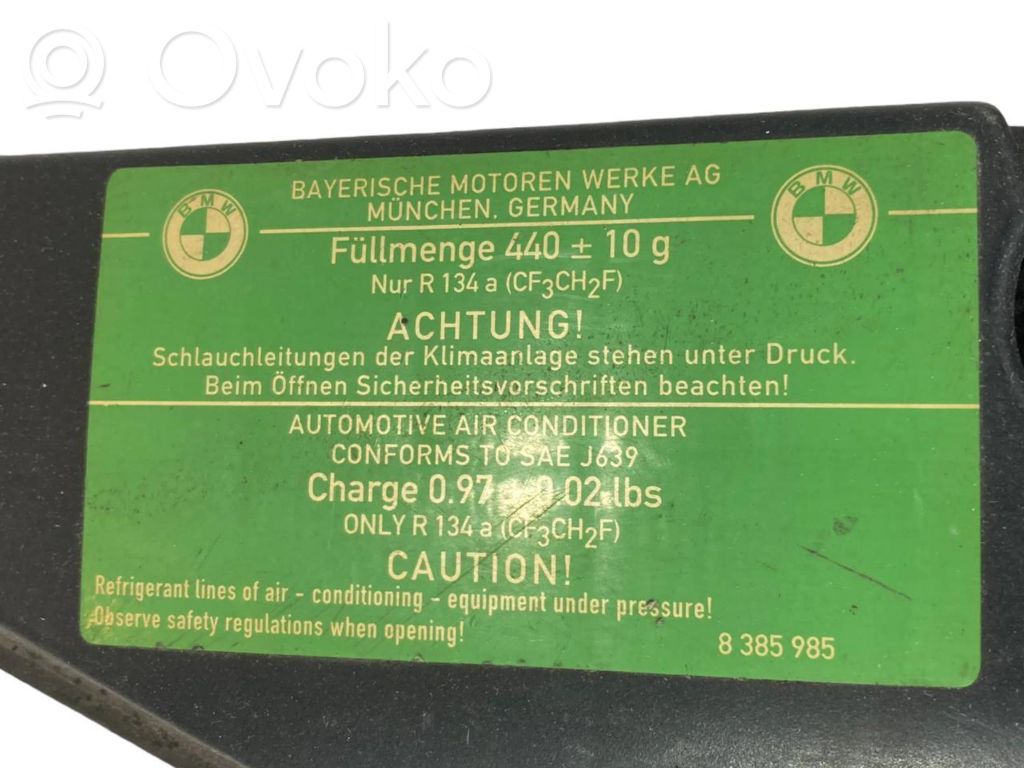 Ovoko
BMW
BAYERISCHE MOTOREN WERKE AG
MÜNCHEN, GERMANY
BMW
Füllmenge 440 ± 10 g
Nur R 134 a (CF3CH2F)
ACHTUNG!
Schlauchleitungen der Klimaanlage stehen unter Druck.
Beim Öffnen Sicherheitsvorschriften beachten!
AUTOMOTIVE AIR CONDITIONER
CONFORMS TO SAE J639
Charge 0.97 ± 0.02 lbs
ONLY R 134 a (CF3CH2F)
CAUTION!
Refrigerant lines of air - conditioning - equipment under pressure!
Observe safety regulations when opening!
8 385 985